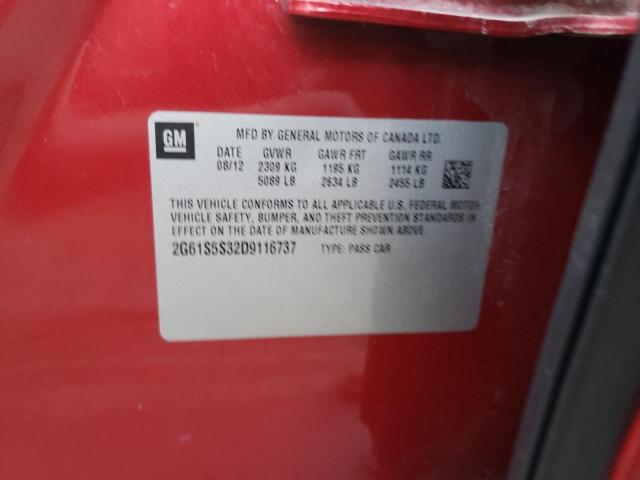 GM
MFD BY GENERAL MOTORS OF CANADA LTD.
DATE GVWR GAWR FRT GAWR RR
08/12 2309 KG 1195 KG 1114 KG
5089 LB 2634 LB 2455 LB
THIS VEHICLE CONFORMS TO ALL APPLICABLE U.S. FEDERAL MOTOR
VEHICLE SAFETY, BUMPER, AND THEFT PREVENTION STANDARDS IN
EFFECT ON THE DATE OF MANUFACTURE SHOWN ABOVE.
2G61S5S32D9116737 TYPE: PASS CAR